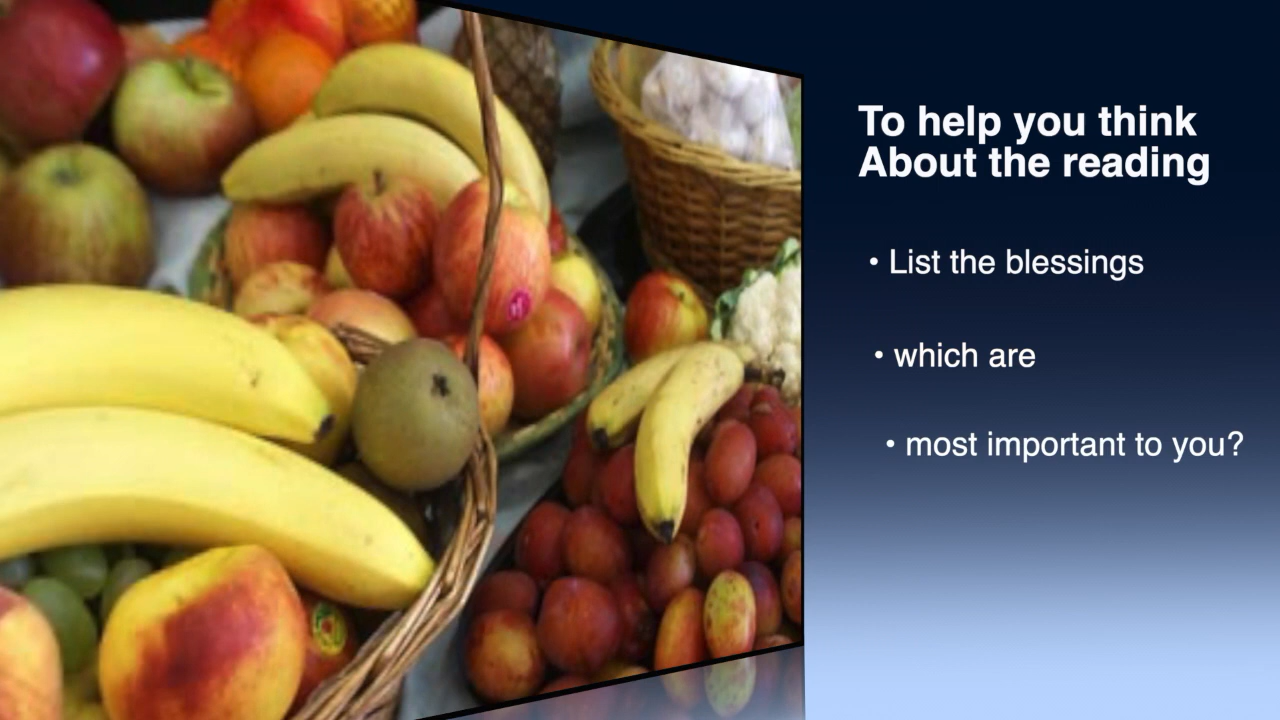 To help you think
About the reading
• List the blessings
• which are
• most important to you?